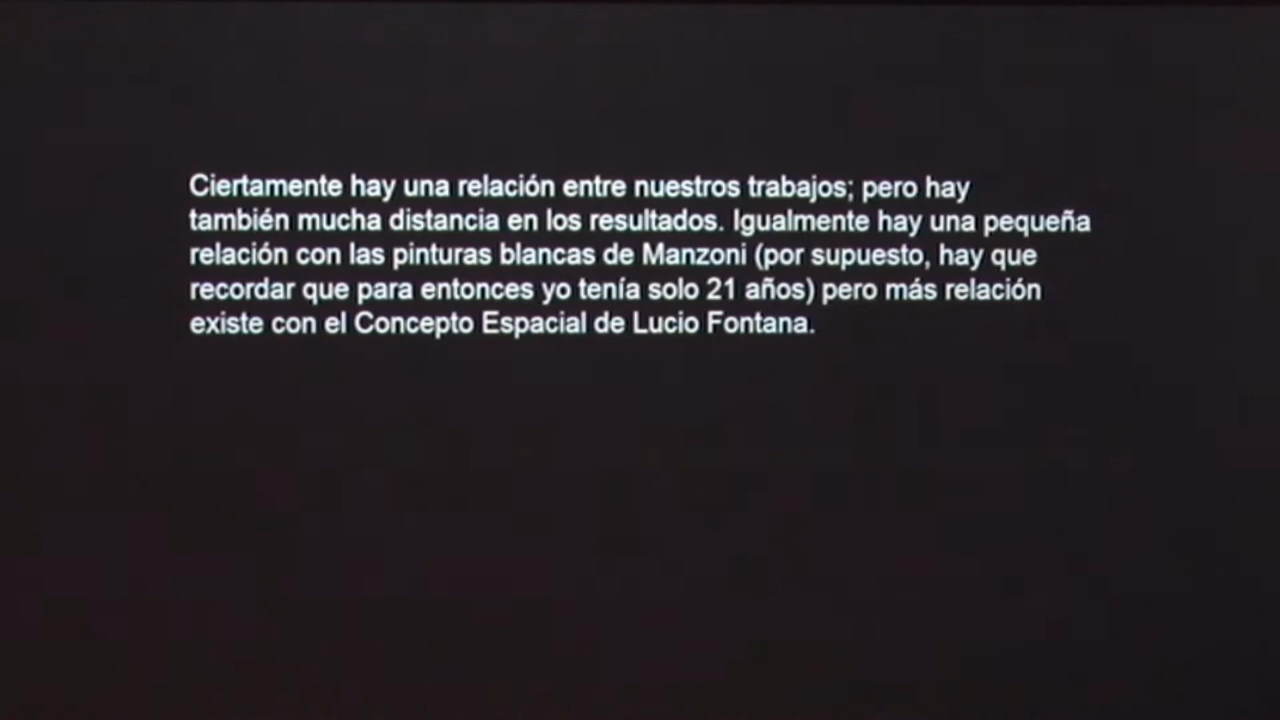 Ciertamente hay una relación entre nuestros trabajos; pero hay
también mucha distancia en los resultados. Igualmente hay una pequeña
relación con las pinturas blancas de Manzoni (por supuesto, hay que
recordar que para entonces yo tenía solo 21 años) pero más relación
existe con el Concepto Espacial de Lucio Fontana.